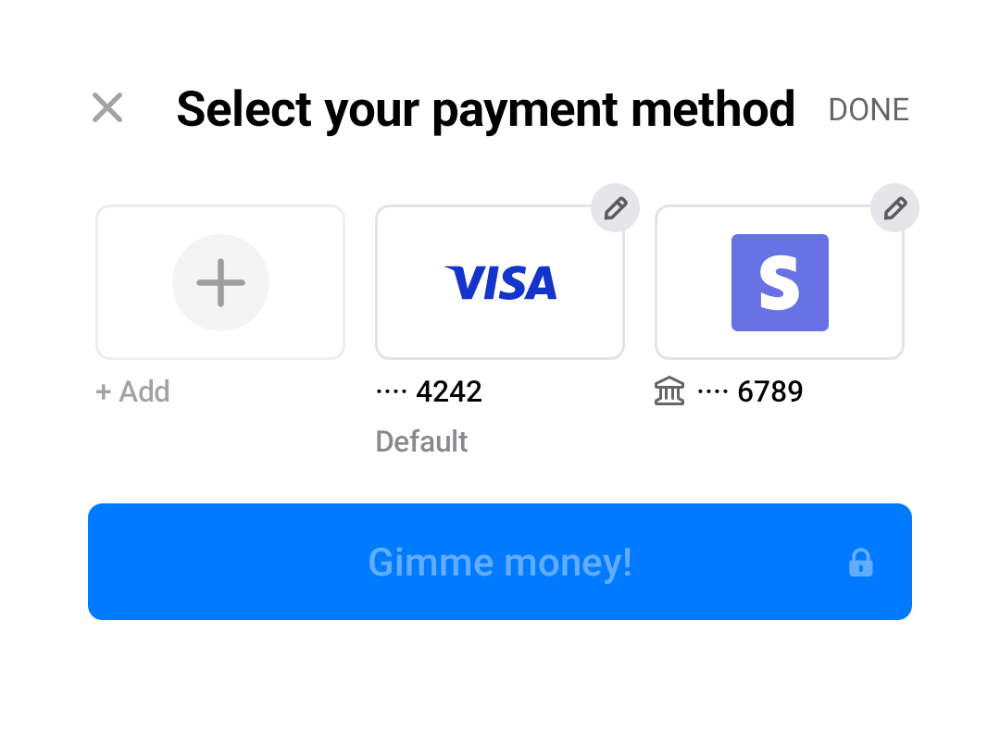 Select your payment method DONE
VISA
S
+ Add
···· 4242
···· 6789
Default
Gimme money!